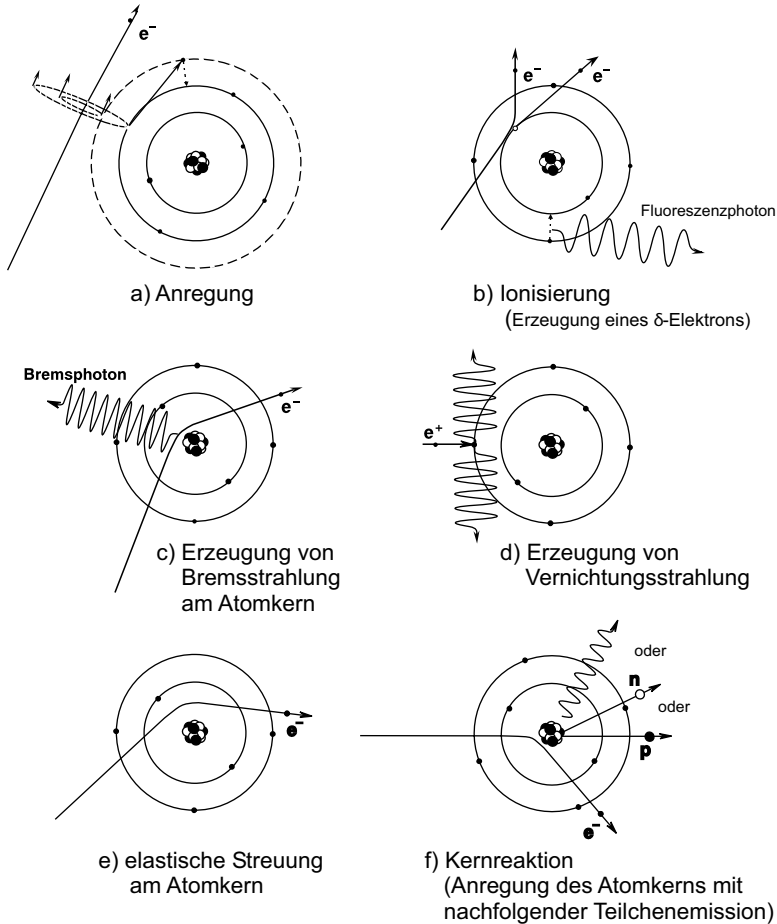 e⁻
e⁻
e⁻
Fluoreszenzphoton
a) Anregung
b) Ionisierung
(Erzeugung eines δ-Elektrons)
Bremsphoton
e⁻
e⁺
c) Erzeugung von
Bremsstrahlung
am Atomkern
d) Erzeugung von
Vernichtungsstrahlung
e⁻
oder
n
oder
p
e⁻
e) elastische Streuung
am Atomkern
f) Kernreaktion
(Anregung des Atomkerns mit
nachfolgender Teilchenemission)